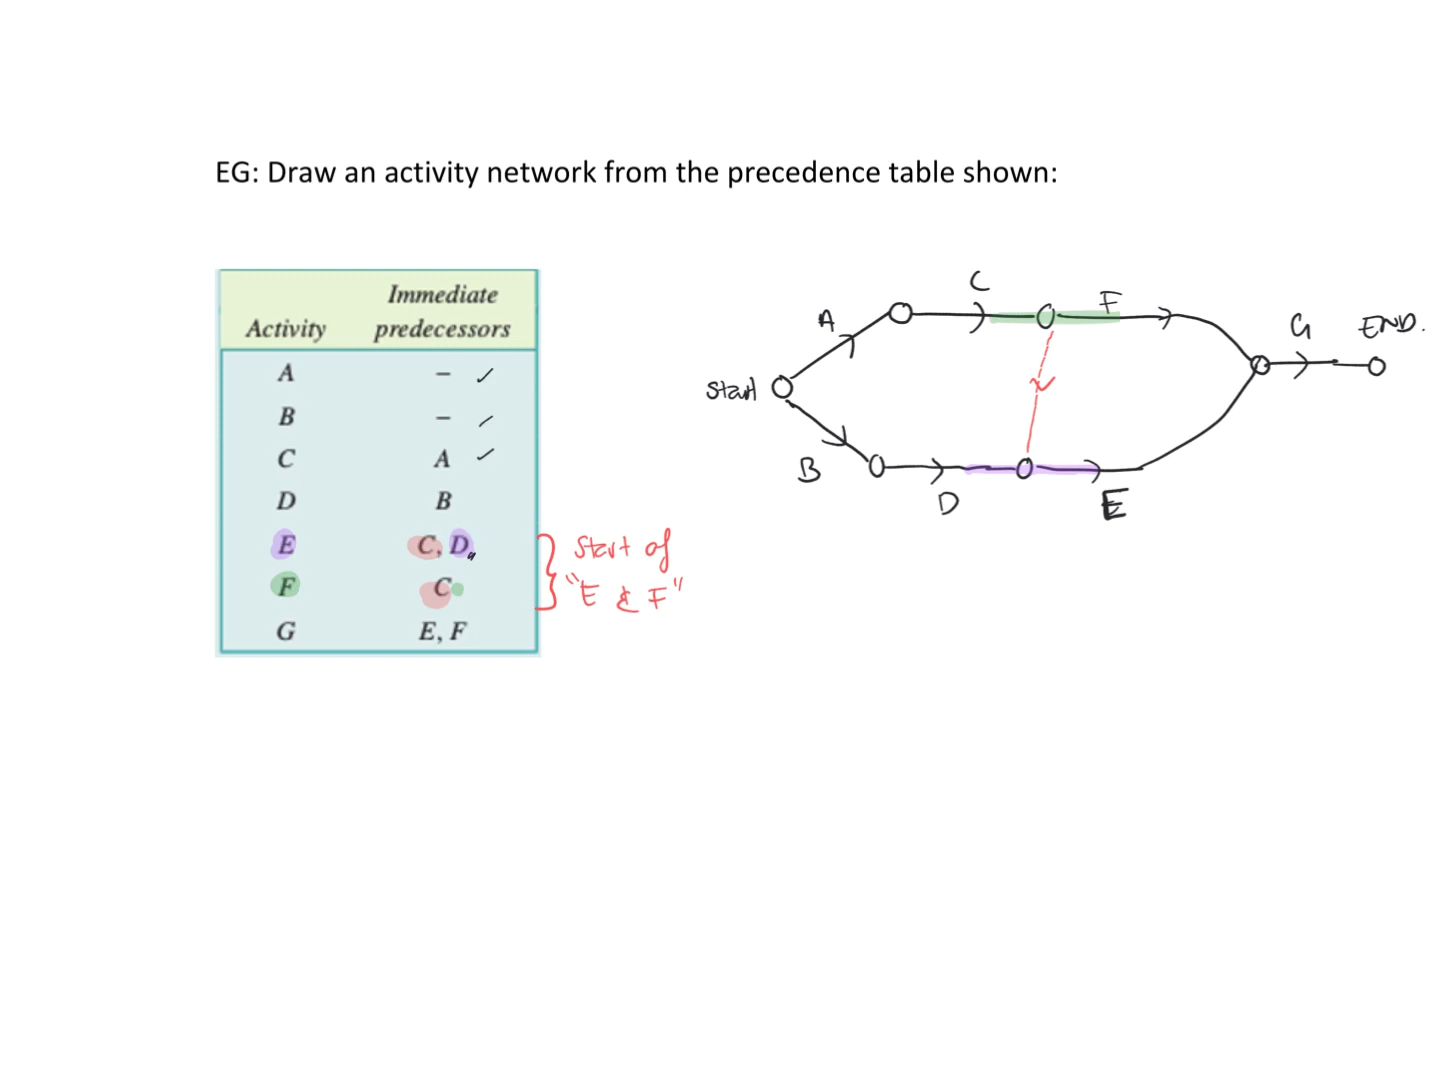 EG: Draw an activity network from the precedence table shown:
Immediate
Activity predecessors
A – ✓
B –
C A ✓
D B
E C, D
F C
G E, F
Start of
"E & F"
Start
A
B
C
D
F
E
G
END.